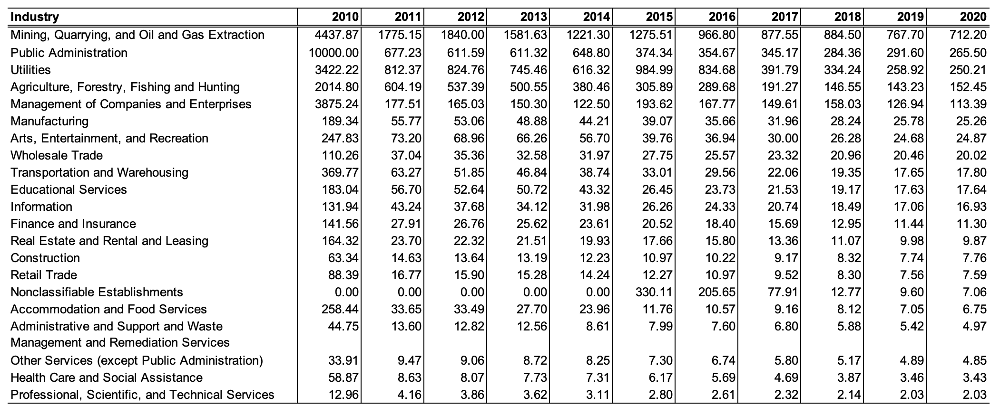 Industry 2010 2011 2012 2013 2014 2015 2016 2017 2018 2019 2020
Mining, Quarrying, and Oil and Gas Extraction 4437.87 1775.15 1840.00 1581.63 1221.30 1275.51 966.80 877.55 884.50 767.70 712.20
Public Administration 10000.00 677.23 611.59 611.32 648.80 374.34 354.67 345.17 284.36 291.60 265.50
Utilities 3422.22 812.37 824.76 745.46 616.32 984.99 834.68 391.79 334.24 258.92 250.21
Agriculture, Forestry, Fishing and Hunting 2014.80 604.19 537.39 500.55 380.46 305.89 289.68 191.27 146.55 143.23 152.45
Management of Companies and Enterprises 3875.24 177.51 165.03 150.30 122.50 193.62 167.77 149.61 158.03 126.94 113.39
Manufacturing 189.34 55.77 53.06 48.88 44.21 39.07 35.66 31.96 28.24 25.78 25.26
Arts, Entertainment, and Recreation 247.83 73.20 68.96 66.26 56.70 39.76 36.94 30.00 26.28 24.68 24.87
Wholesale Trade 110.26 37.04 35.36 32.58 31.97 27.75 25.57 23.32 20.96 20.46 20.02
Transportation and Warehousing 369.77 63.27 51.85 46.84 38.74 33.01 29.56 22.06 19.35 17.65 17.80
Educational Services 183.04 56.70 52.64 50.72 43.32 26.45 23.73 21.53 19.17 17.63 17.64
Information 131.94 43.24 37.68 34.12 31.98 26.26 24.33 20.74 18.49 17.06 16.93
Finance and Insurance 141.56 27.91 26.76 25.62 23.61 20.52 18.40 15.69 12.95 11.44 11.30
Real Estate and Rental and Leasing 164.32 23.70 22.32 21.51 19.93 17.66 15.80 13.36 11.07 9.98 9.87
Construction 63.34 14.63 13.64 13.19 12.23 10.97 10.22 9.17 8.32 7.74 7.76
Retail Trade 88.39 16.77 15.90 15.28 14.24 12.27 10.97 9.52 8.30 7.56 7.59
Nonclassifiable Establishments 0.00 0.00 0.00 0.00 0.00 330.11 205.65 77.91 12.77 9.60 7.06
Accommodation and Food Services 258.44 33.65 33.49 27.70 23.96 11.76 10.57 9.16 8.12 7.05 6.75
Administrative and Support and Waste 44.75 13.60 12.82 12.56 8.61 7.99 7.60 6.80 5.88 5.42 4.97
Management and Remediation Services
Other Services (except Public Administration) 33.91 9.47 9.06 8.72 8.25 7.30 6.74 5.80 5.17 4.89 4.85
Health Care and Social Assistance 58.87 8.63 8.07 7.73 7.31 6.17 5.69 4.69 3.87 3.46 3.43
Professional, Scientific, and Technical Services 12.96 4.16 3.86 3.62 3.11 2.80 2.61 2.32 2.14 2.03 2.03